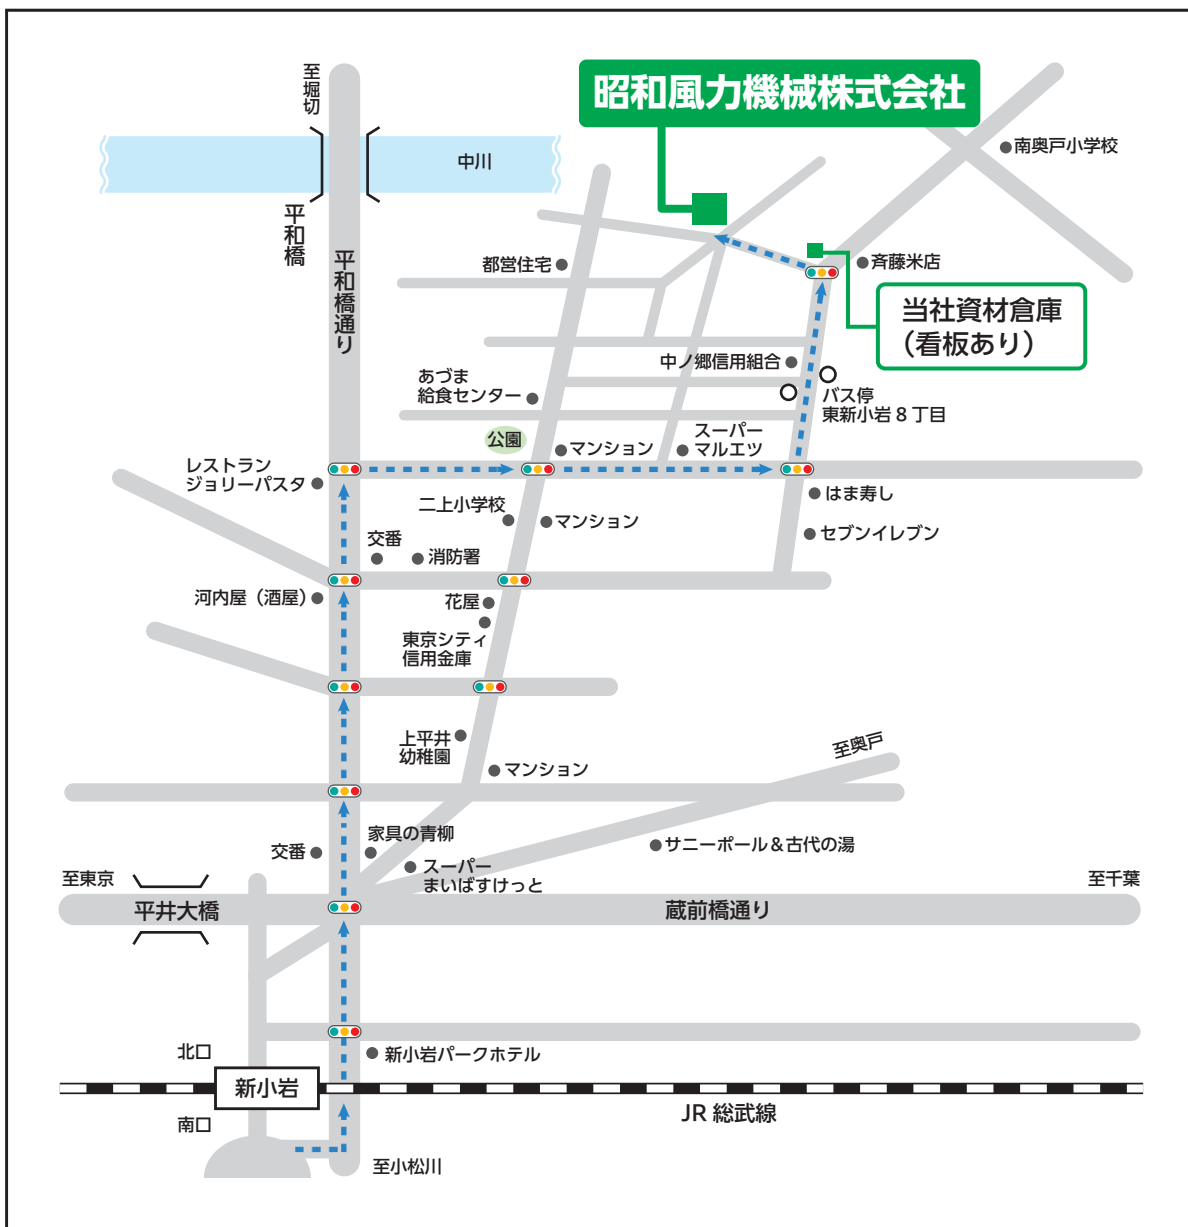 至堀切
昭和風力機械株式会社
中川
南奥戸小学校
平和橋
平和橋通り
都営住宅
斉藤米店
当社資材倉庫
（看板あり）
中ノ郷信用組合
あづま
給食センター
バス停
東新小岩 8 丁目
公園
マンション
スーパー
マルエツ
レストラン
ジョリーパスタ
はま寿し
二上小学校
マンション
セブンイレブン
交番
消防署
河内屋（酒屋）
花屋
東京シティ
信用金庫
上平井
幼稚園
至奥戸
マンション
家具の青柳
交番
サニーポール＆古代の湯
スーパー
まいばすけっと
至東京
至千葉
平井大橋
蔵前橋通り
北口
新小岩パークホテル
新小岩
JR 総武線
南口
至小松川